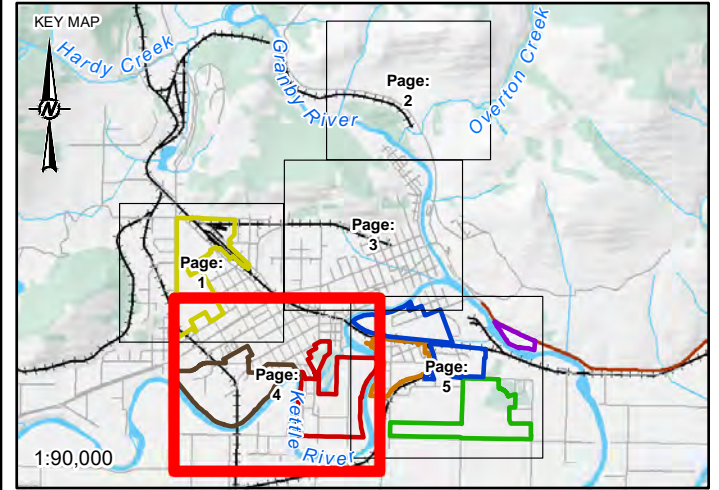 KEY MAP
Hardy Creek
N
Granby River
Overton Creek
Page:
2
Page:
3
Page:
1
Page:
4
Page:
5
Kettle River
1:90,000